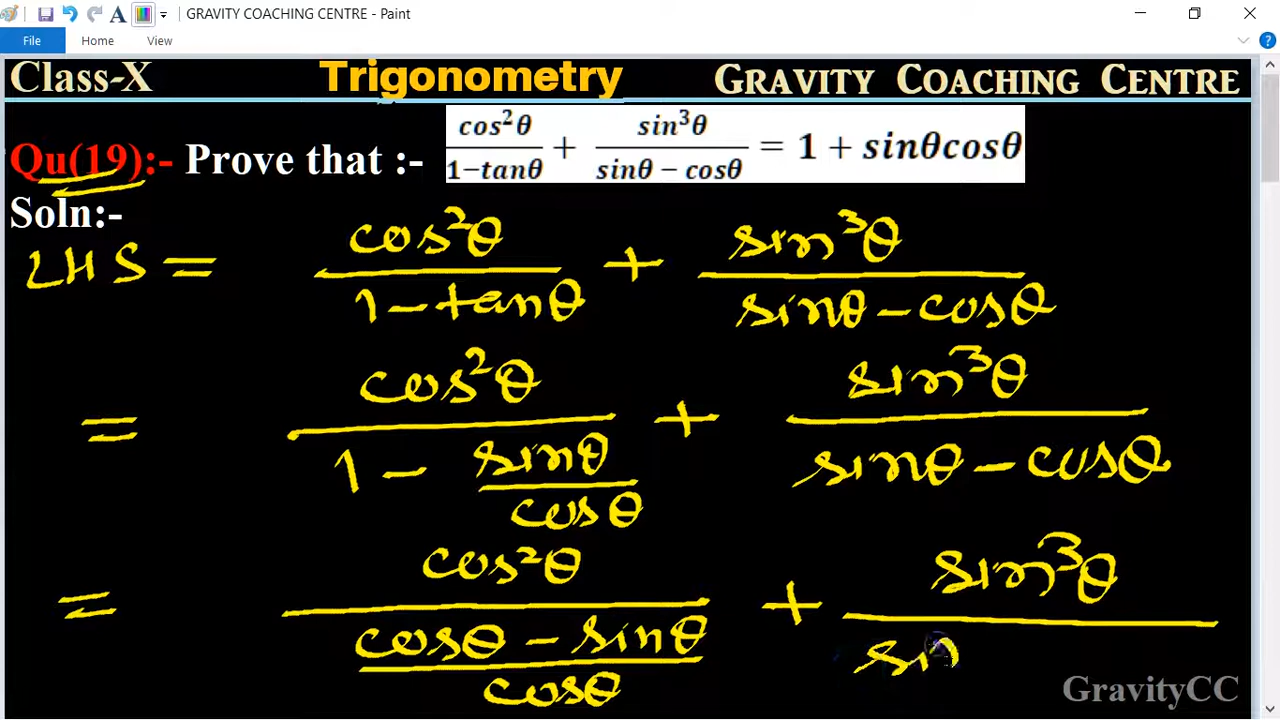 GRAVITY COACHING CENTRE - Paint
File Home View
Class-X Trigonometry GRAVITY COACHING CENTRE
Qu(19):- Prove that :- cos²θ/(1−tanθ) + sin³θ/(sinθ − cosθ) = 1 + sinθcosθ
Soln:-
LHS = cos²θ/(1 − tanθ) + sin³θ/(sinθ − cosθ)
= cos²θ/(1 − sinθ/cosθ) + sin³θ/(sinθ − cosθ)
= cos²θ/((cosθ − sinθ)/cosθ) + sin³θ/sin
GravityCC